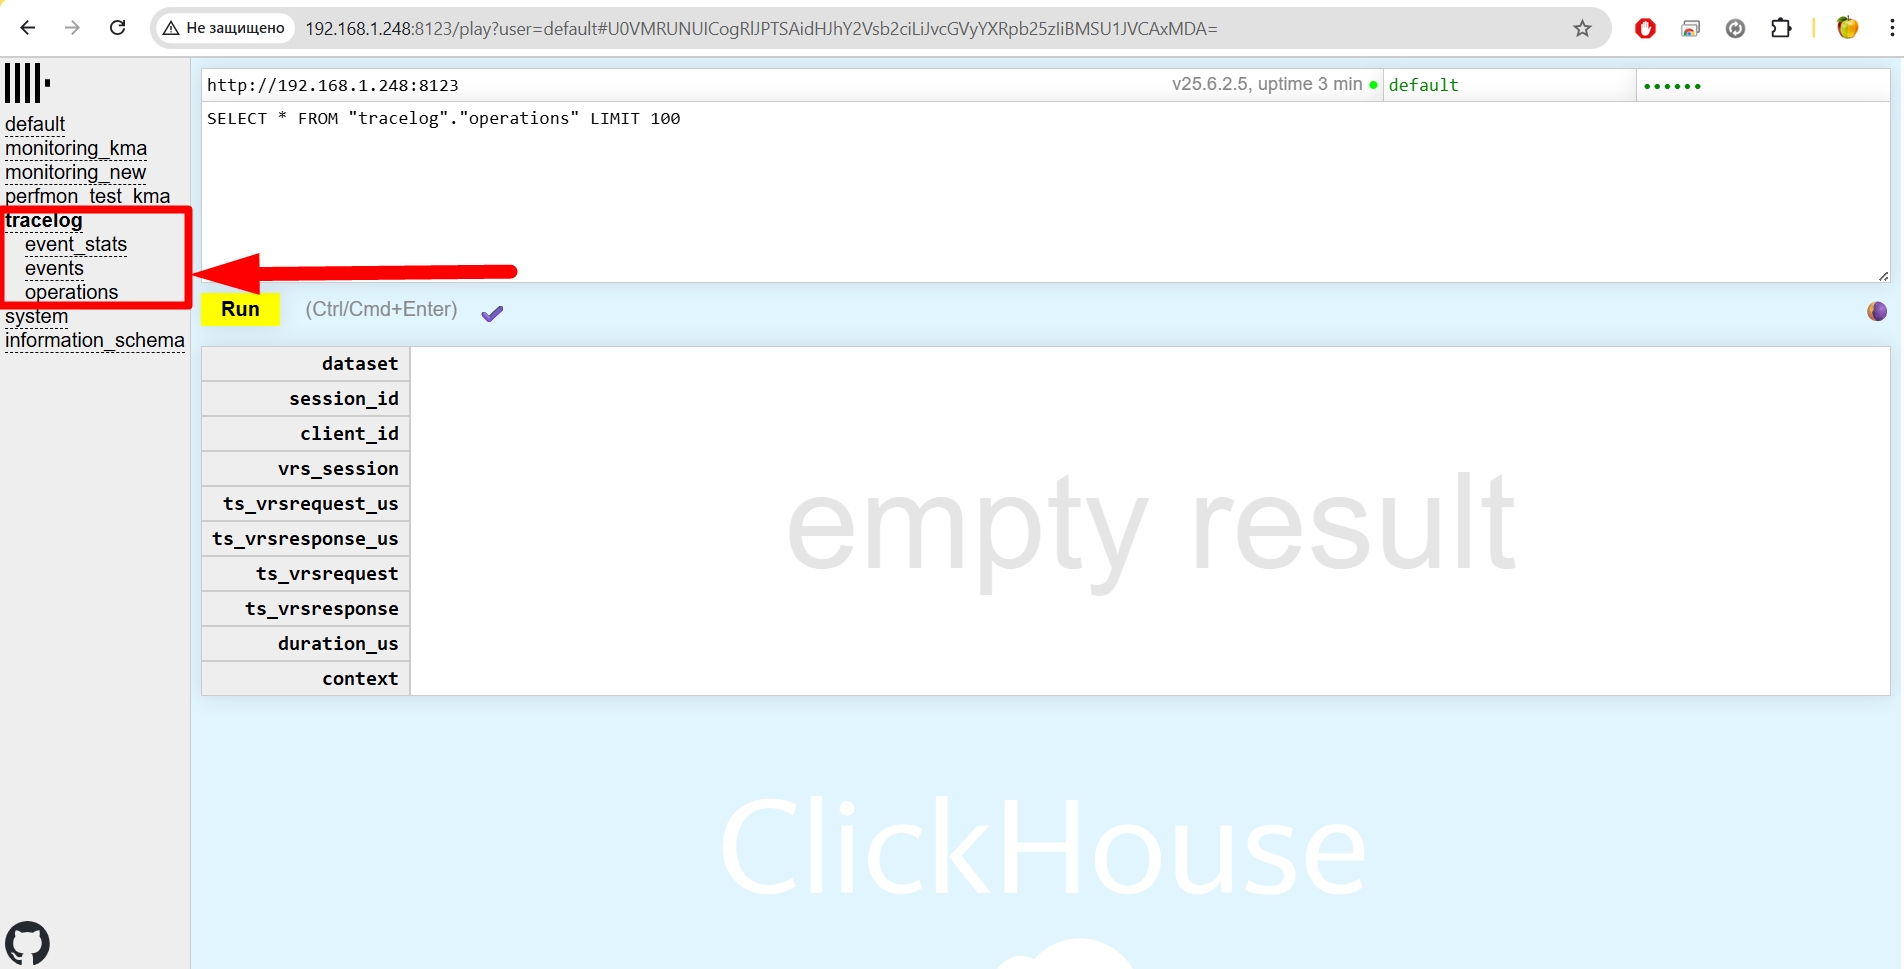 Не защищено
192.168.1.248:8123/play?user=default#U0VMRUNUICogRlJPTSAidHJhY2Vsb2ciLiJvcGVyYXRpb25zIiBMSU1JVCAxMDA=
http://192.168.1.248:8123
v25.6.2.5, uptime 3 min
default
••••••
default
monitoring_kma
monitoring_new
perfmon_test_kma
tracelog
event_stats
events
operations
system
information_schema
SELECT * FROM "tracelog"."operations" LIMIT 100
Run
(Ctrl/Cmd+Enter)
dataset
session_id
client_id
vrs_session
ts_vrsrequest_us
ts_vrsresponse_us
ts_vrsrequest
ts_vrsresponse
duration_us
context
empty result
ClickHouse